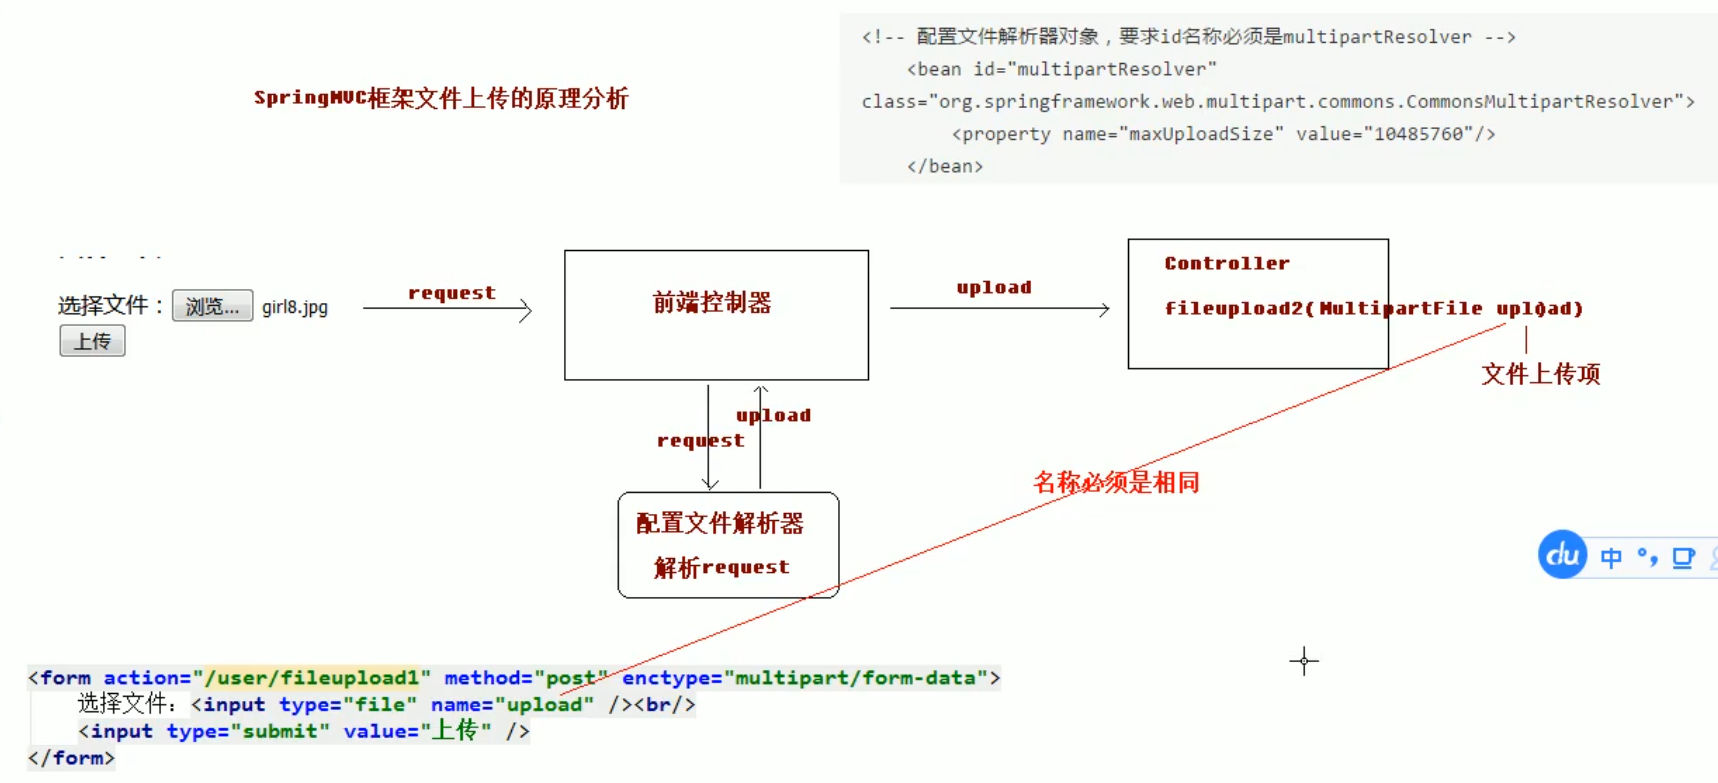 <!-- 配置文件解析器对象，要求id名称必须是multipartResolver -->
<bean id="multipartResolver"
class="org.springframework.web.multipart.commons.CommonsMultipartResolver">
<property name="maxUploadSize" value="10485760"/>
</bean>
SpringMVC框架文件上传的原理分析
选择文件： 浏览... girl8.jpg
上传
request
前端控制器
upload
Controller
fileupload2(MultipartFile upload)
文件上传项
upload
request
名称必须是相同
配置文件解析器
解析request
du 中 °,
<form action="/user/fileupload1" method="post" enctype="multipart/form-data">
选择文件：<input type="file" name="upload" /><br/>
<input type="submit" value="上传" />
</form>